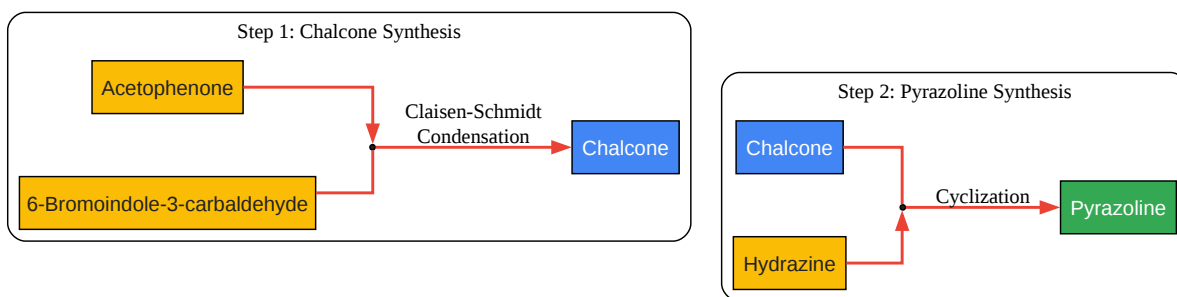 Step 1: Chalcone Synthesis
Acetophenone
Claisen-Schmidt
Condensation
Chalcone
6-Bromoindole-3-carbaldehyde
Step 2: Pyrazoline Synthesis
Chalcone
Cyclization
Pyrazoline
Hydrazine